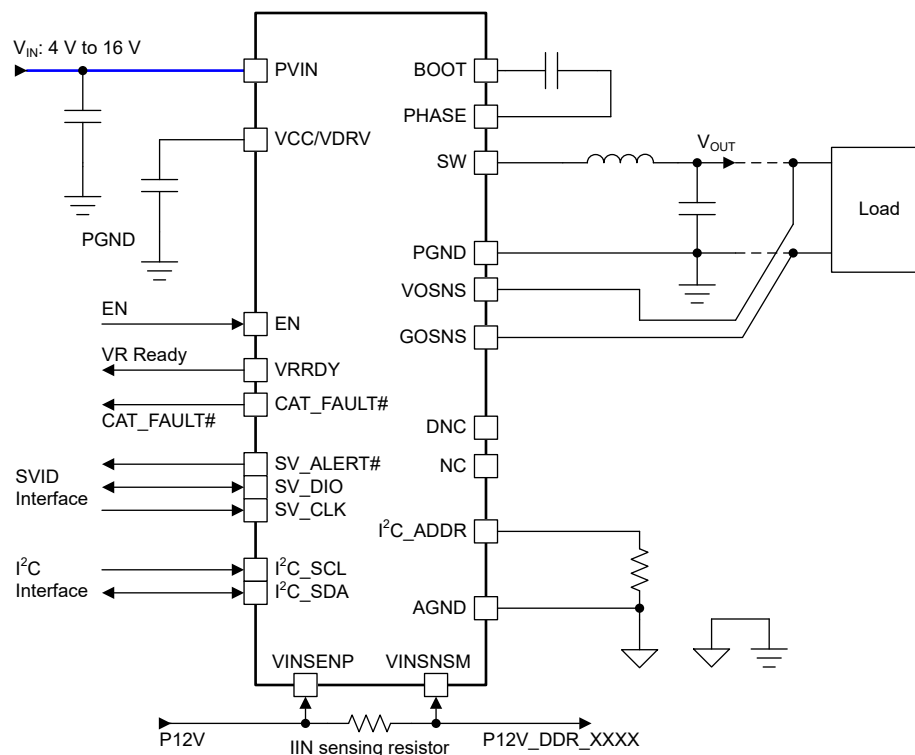 V_IN: 4 V to 16 V
PVIN
BOOT
PHASE
VCC/VDRV
SW
V_OUT
Load
PGND
PGND
VOSNS
GOSNS
EN
EN
VR Ready
VRRDY
CAT_FAULT#
CAT_FAULT#
DNC
NC
SVID
Interface
SV_ALERT#
SV_DIO
SV_CLK
I²C_ADDR
I²C
Interface
I²C_SCL
I²C_SDA
AGND
VINSENP
VINSNSM
P12V
IIN sensing resistor
P12V_DDR_XXXX